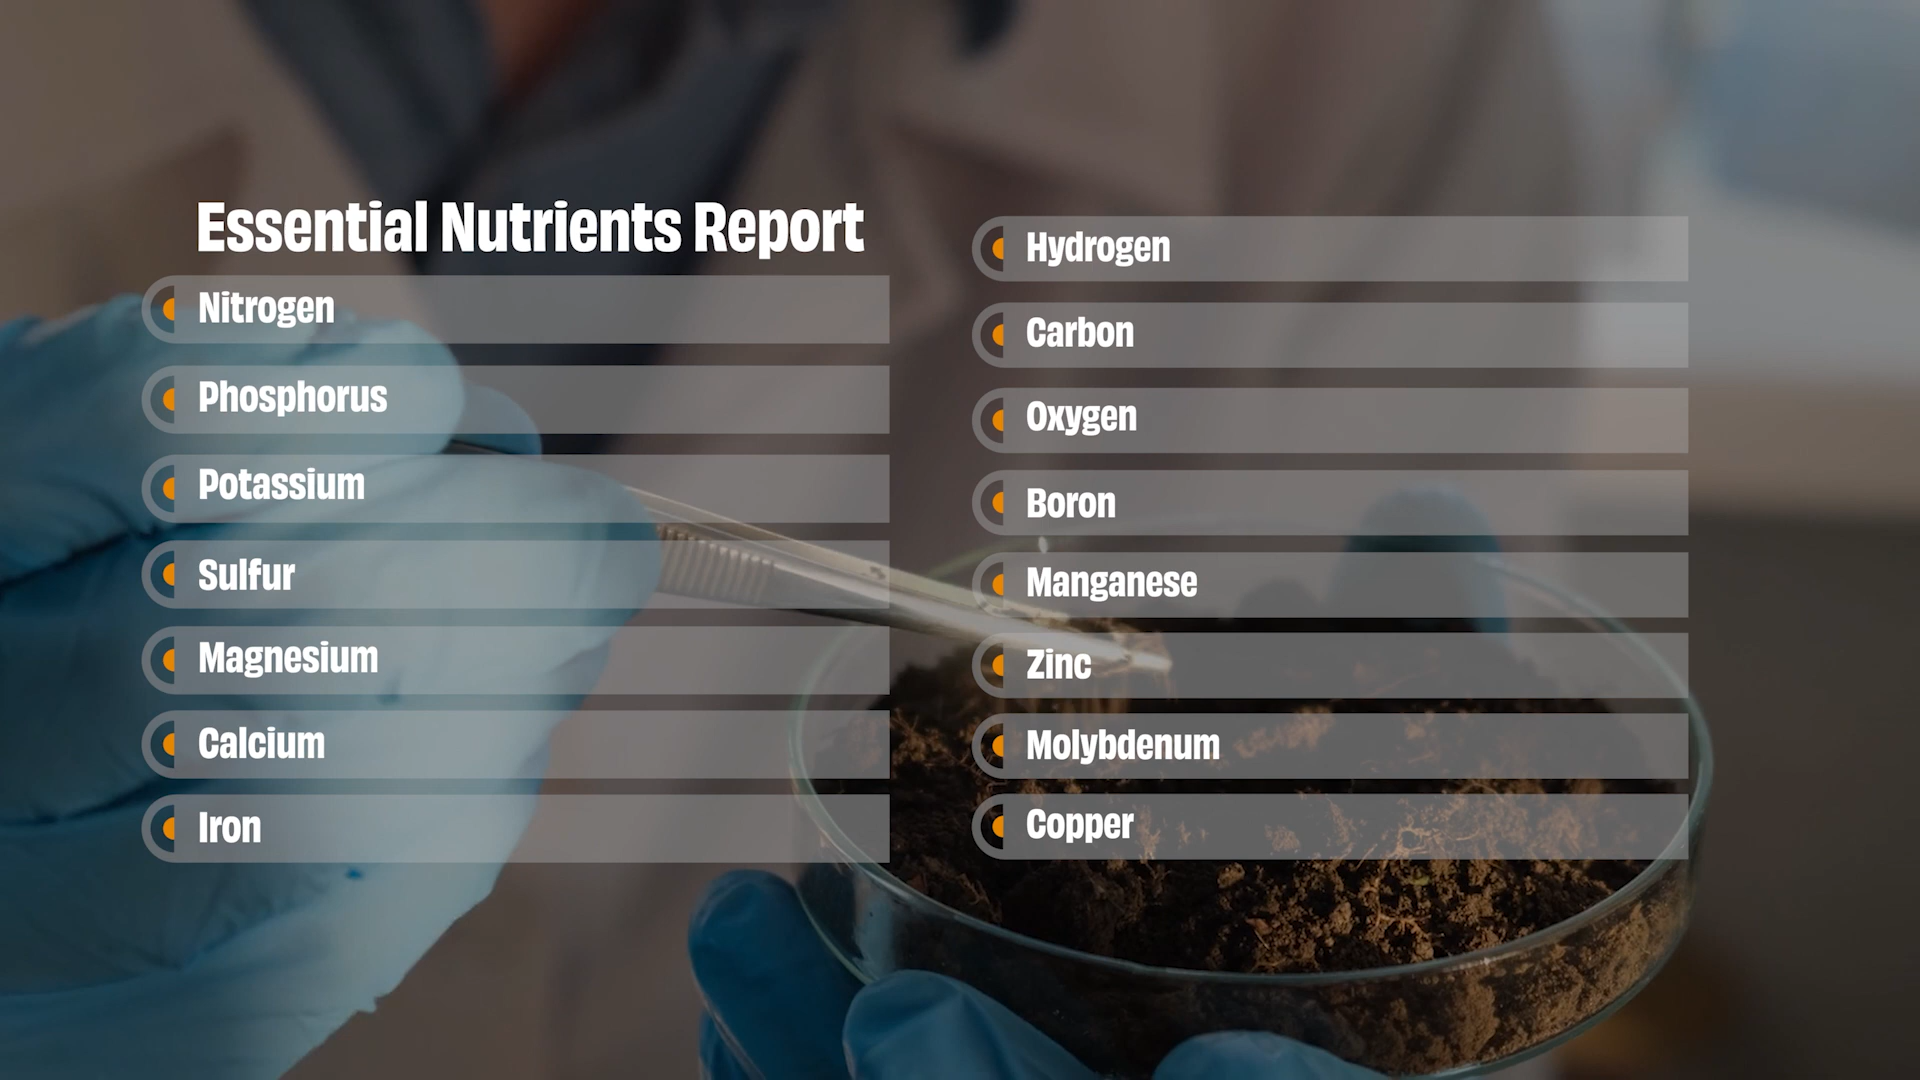 Essential Nutrients Report
Nitrogen
Phosphorus
Potassium
Sulfur
Magnesium
Calcium
Iron
Hydrogen
Carbon
Oxygen
Boron
Manganese
Zinc
Molybdenum
Copper